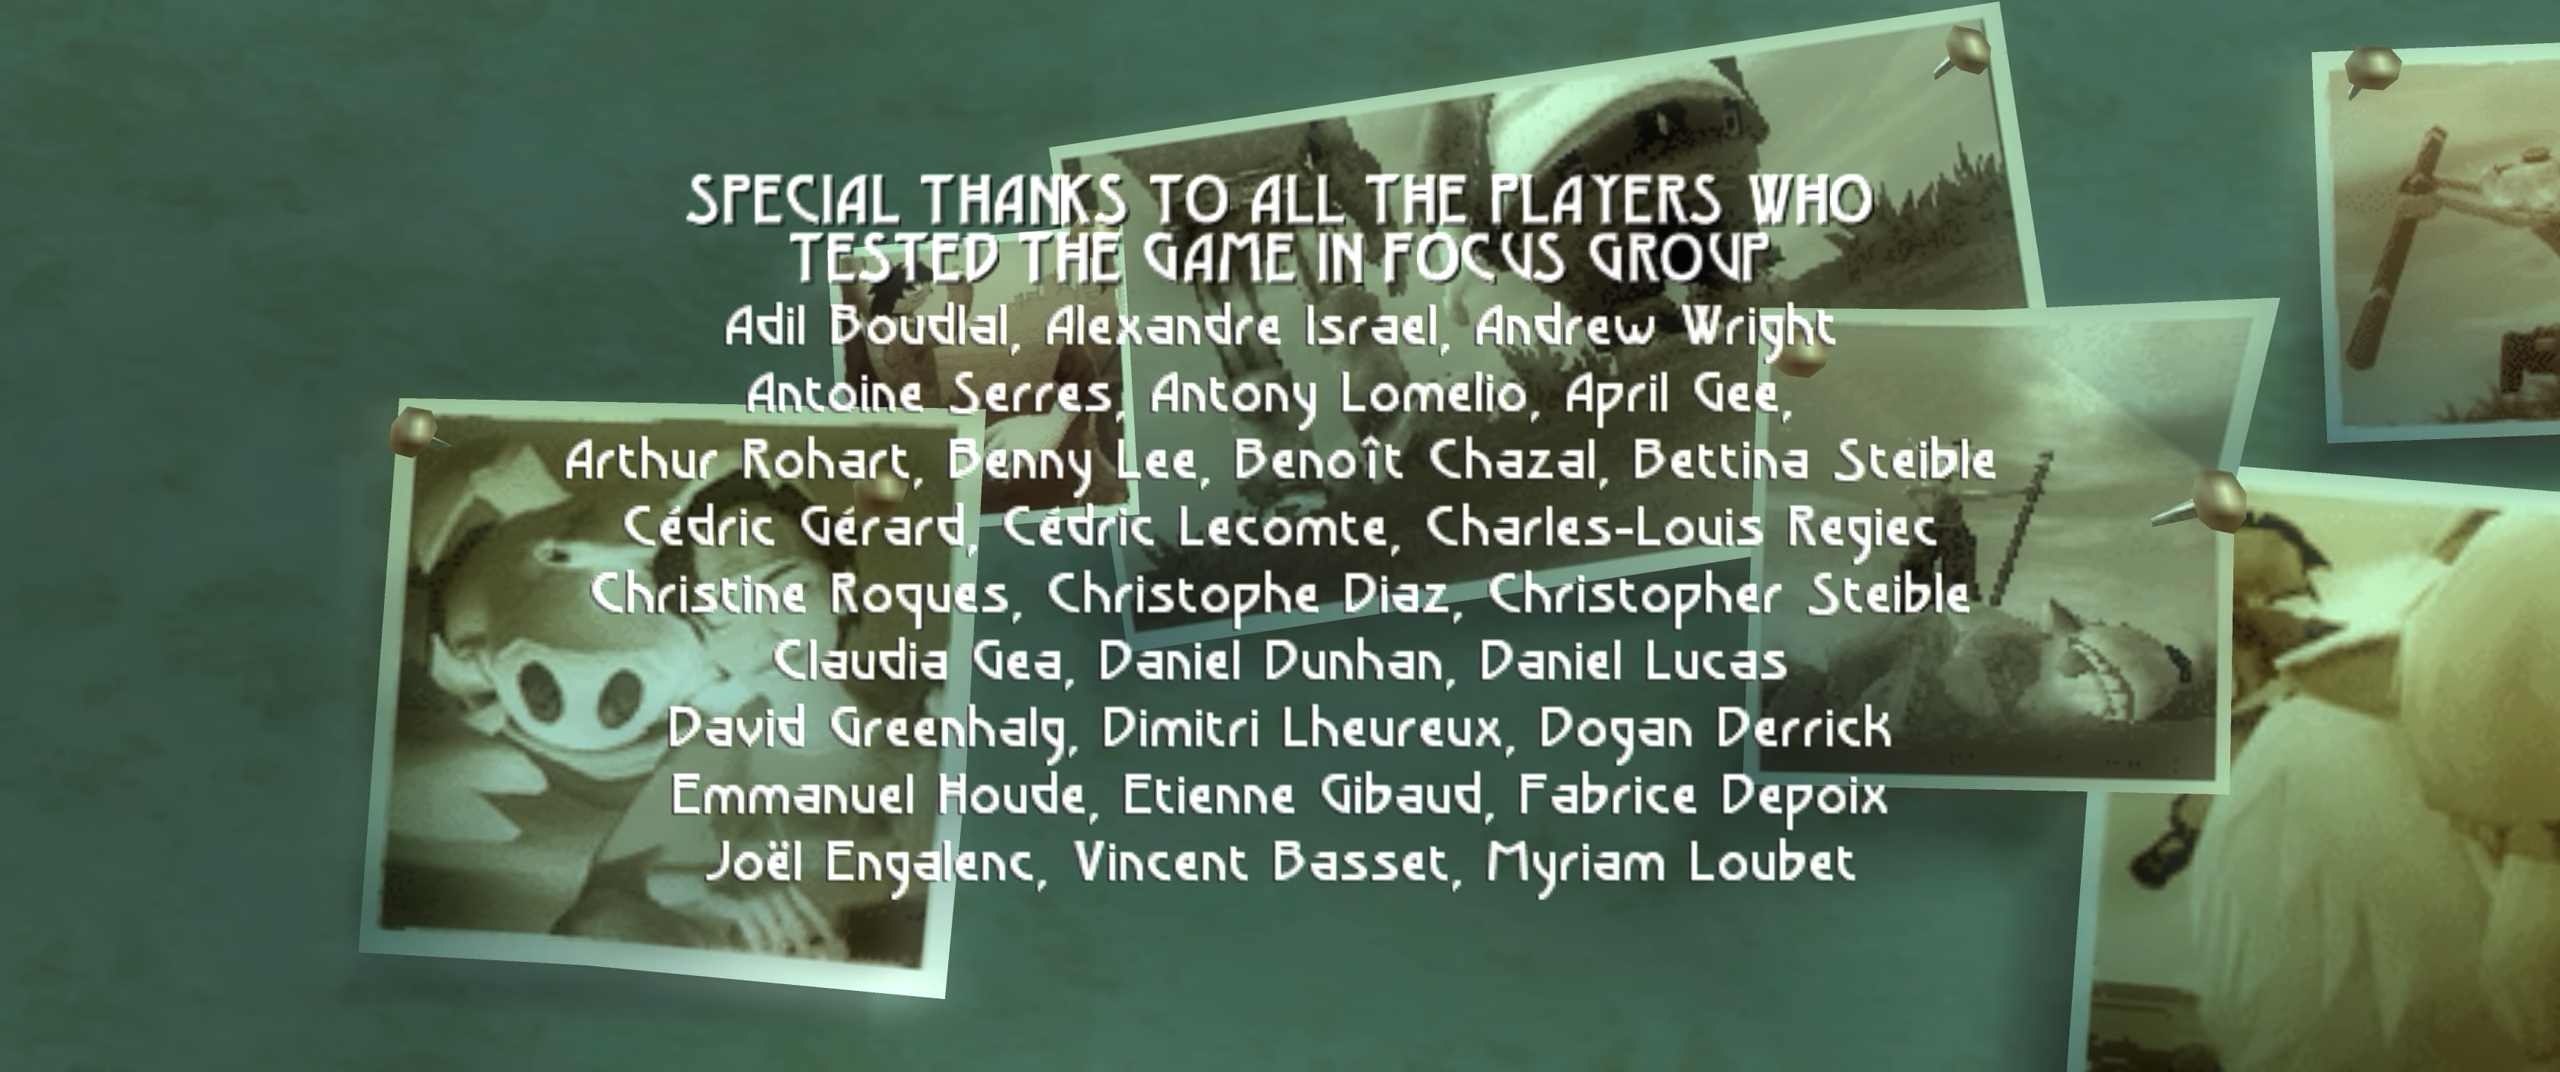 SPECIAL THANKS TO ALL THE PLAYERS WHO
TESTED THE GAME IN FOCUS GROUP
Adil Boudlal, Alexandre Israel, Andrew Wright
Antoine Serres, Antony Lomelio, April Gee,
Arthur Rohart, Benny Lee, Benoît Chazal, Bettina Steible
Cédric Gérard, Cédric Lecomte, Charles-Louis Regiec
Christine Roques, Christophe Diaz, Christopher Steible
Claudia Gea, Daniel Dunhan, Daniel Lucas
David Greenhalg, Dimitri Lheureux, Dogan Derrick
Emmanuel Houde, Etienne Gibaud, Fabrice Depoix
Joël Engalenc, Vincent Basset, Myriam Loubet